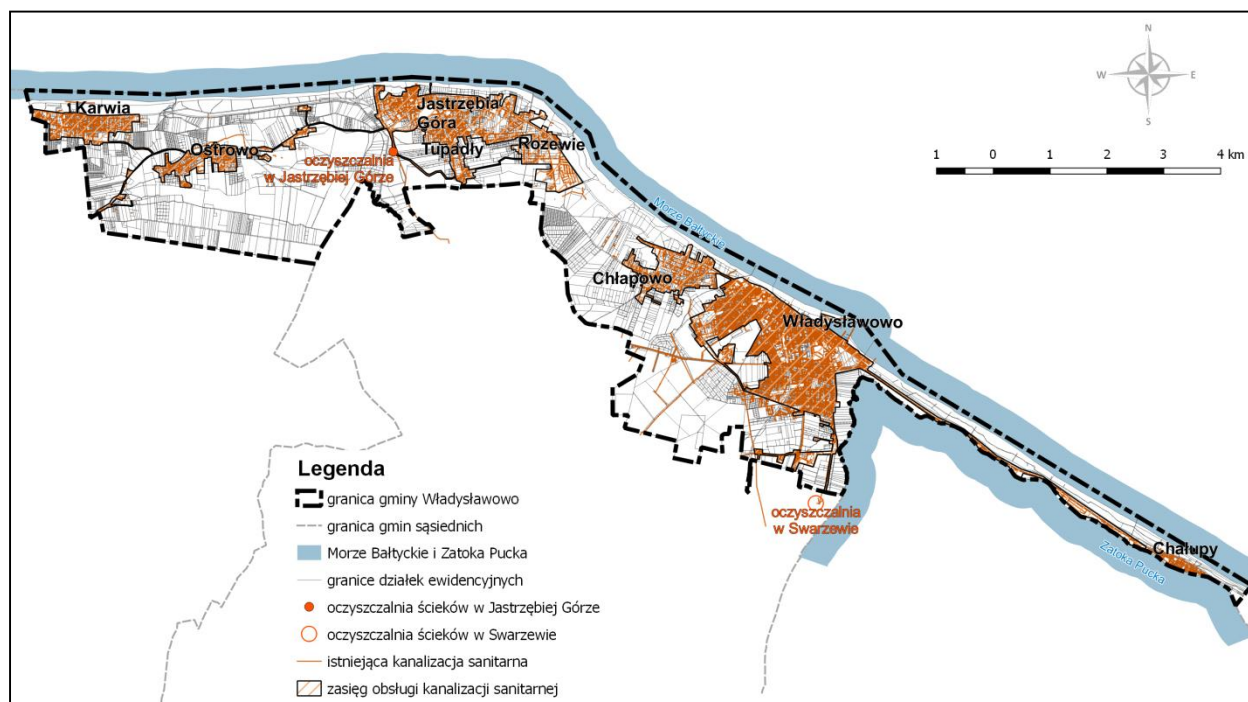 N
W E
S
1 0 1 2 3 4 km
Karwia
Jastrzębia
Góra
Ostrowo
Tupadły
Rozewie
oczyszczalnia
w Jastrzębiej Górze
Morze Bałtyckie
Chłapowo
Władysławowo
oczyszczalnia
w Swarzewie
Chałupy
Zatoka Pucka
Legenda
granica gminy Władysławowo
granica gmin sąsiednich
Morze Bałtyckie i Zatoka Pucka
granice działek ewidencyjnych
oczyszczalnia ścieków w Jastrzębiej Górze
oczyszczalnia ścieków w Swarzewie
istniejąca kanalizacja sanitarna
zasięg obsługi kanalizacji sanitarnej